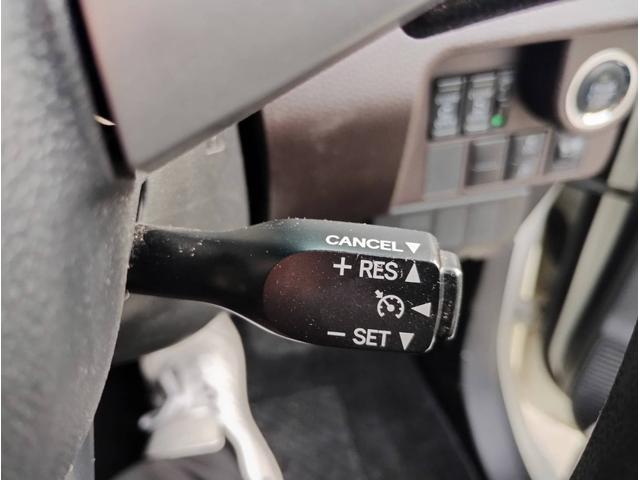 CANCEL▼
+ RES▲
◀
− SET▼